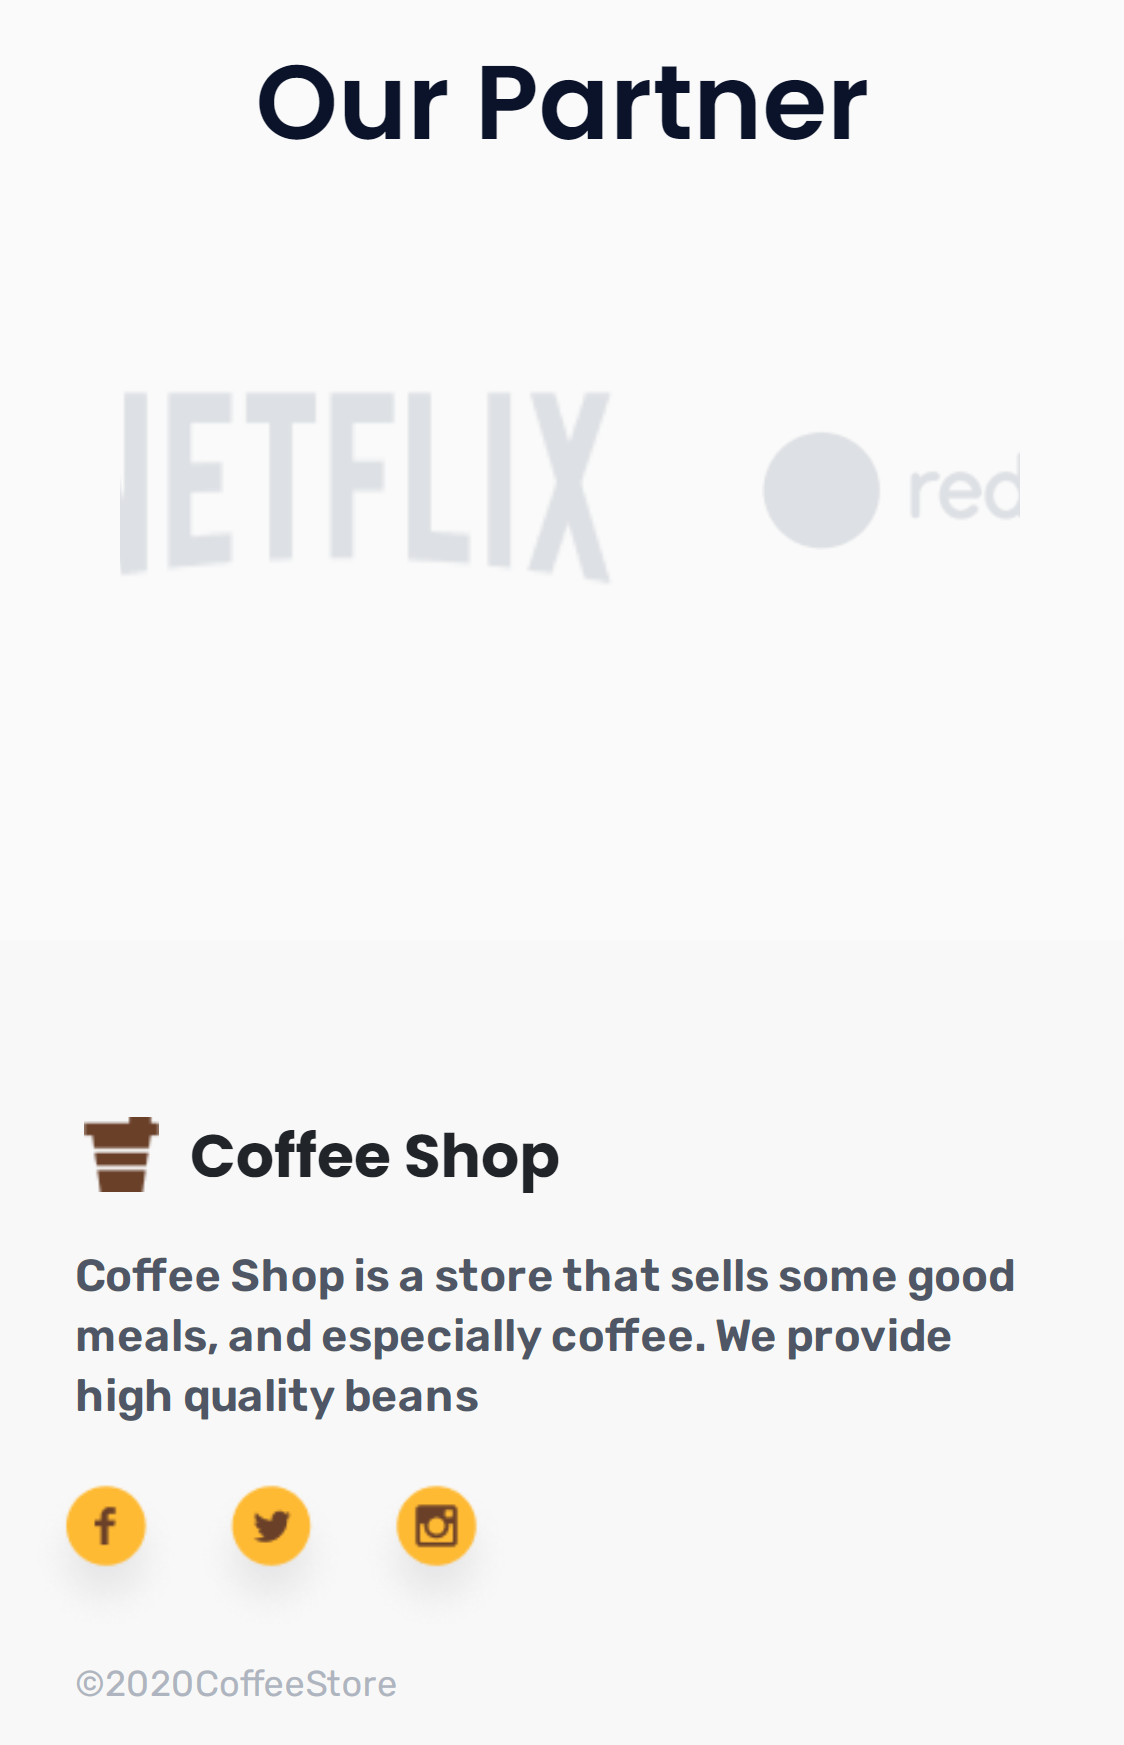 Our Partner
NETFLIX
red
Coffee Shop
Coffee Shop is a store that sells some good
meals, and especially coffee. We provide
high quality beans
©2020CoffeeStore